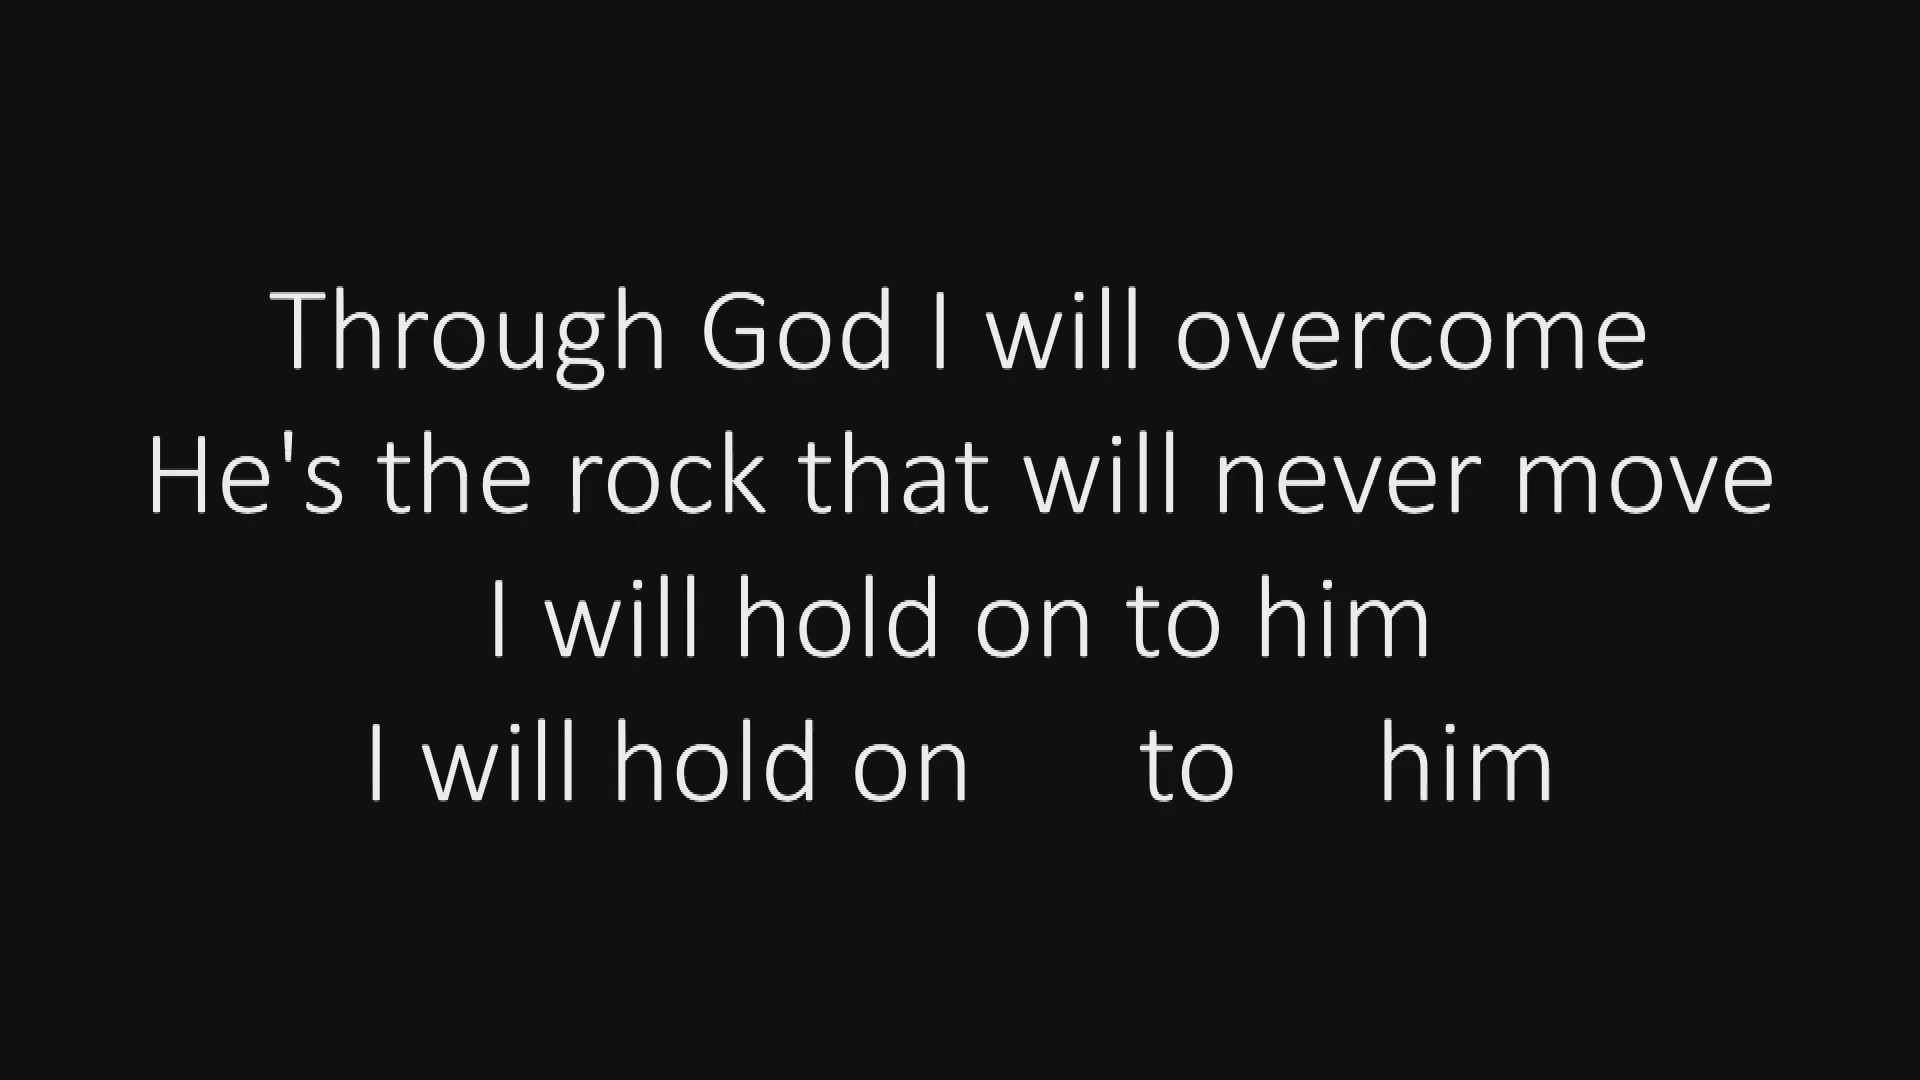 Through God I will overcome
He's the rock that will never move
I will hold on to him
I will hold on to him